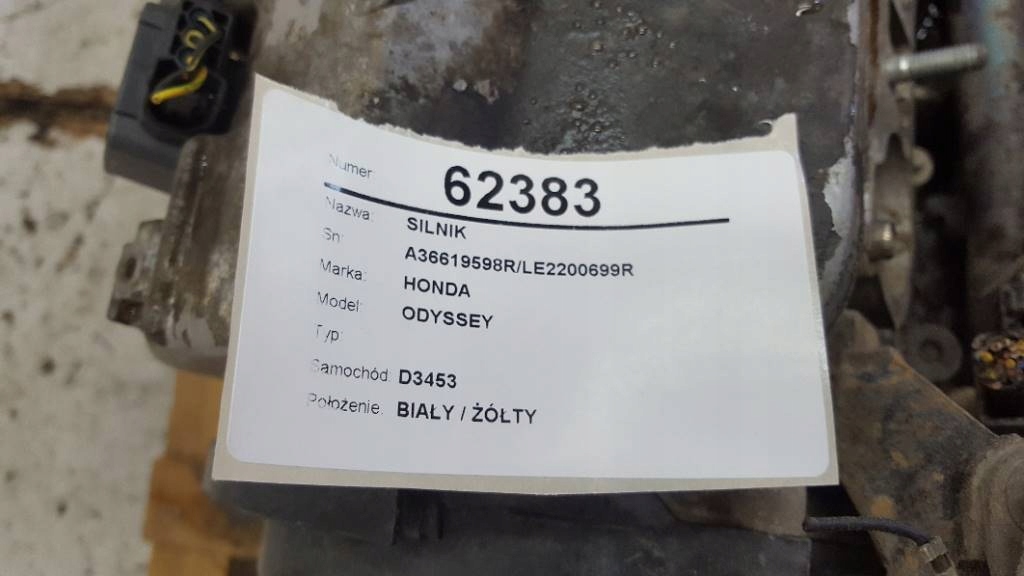 Numer: 62383
Nazwa: SILNIK
Sn: A36619598R/LE2200699R
Marka: HONDA
Model: ODYSSEY
Typ:
Samochód: D3453
Położenie: BIAŁY / ŻÓŁTY